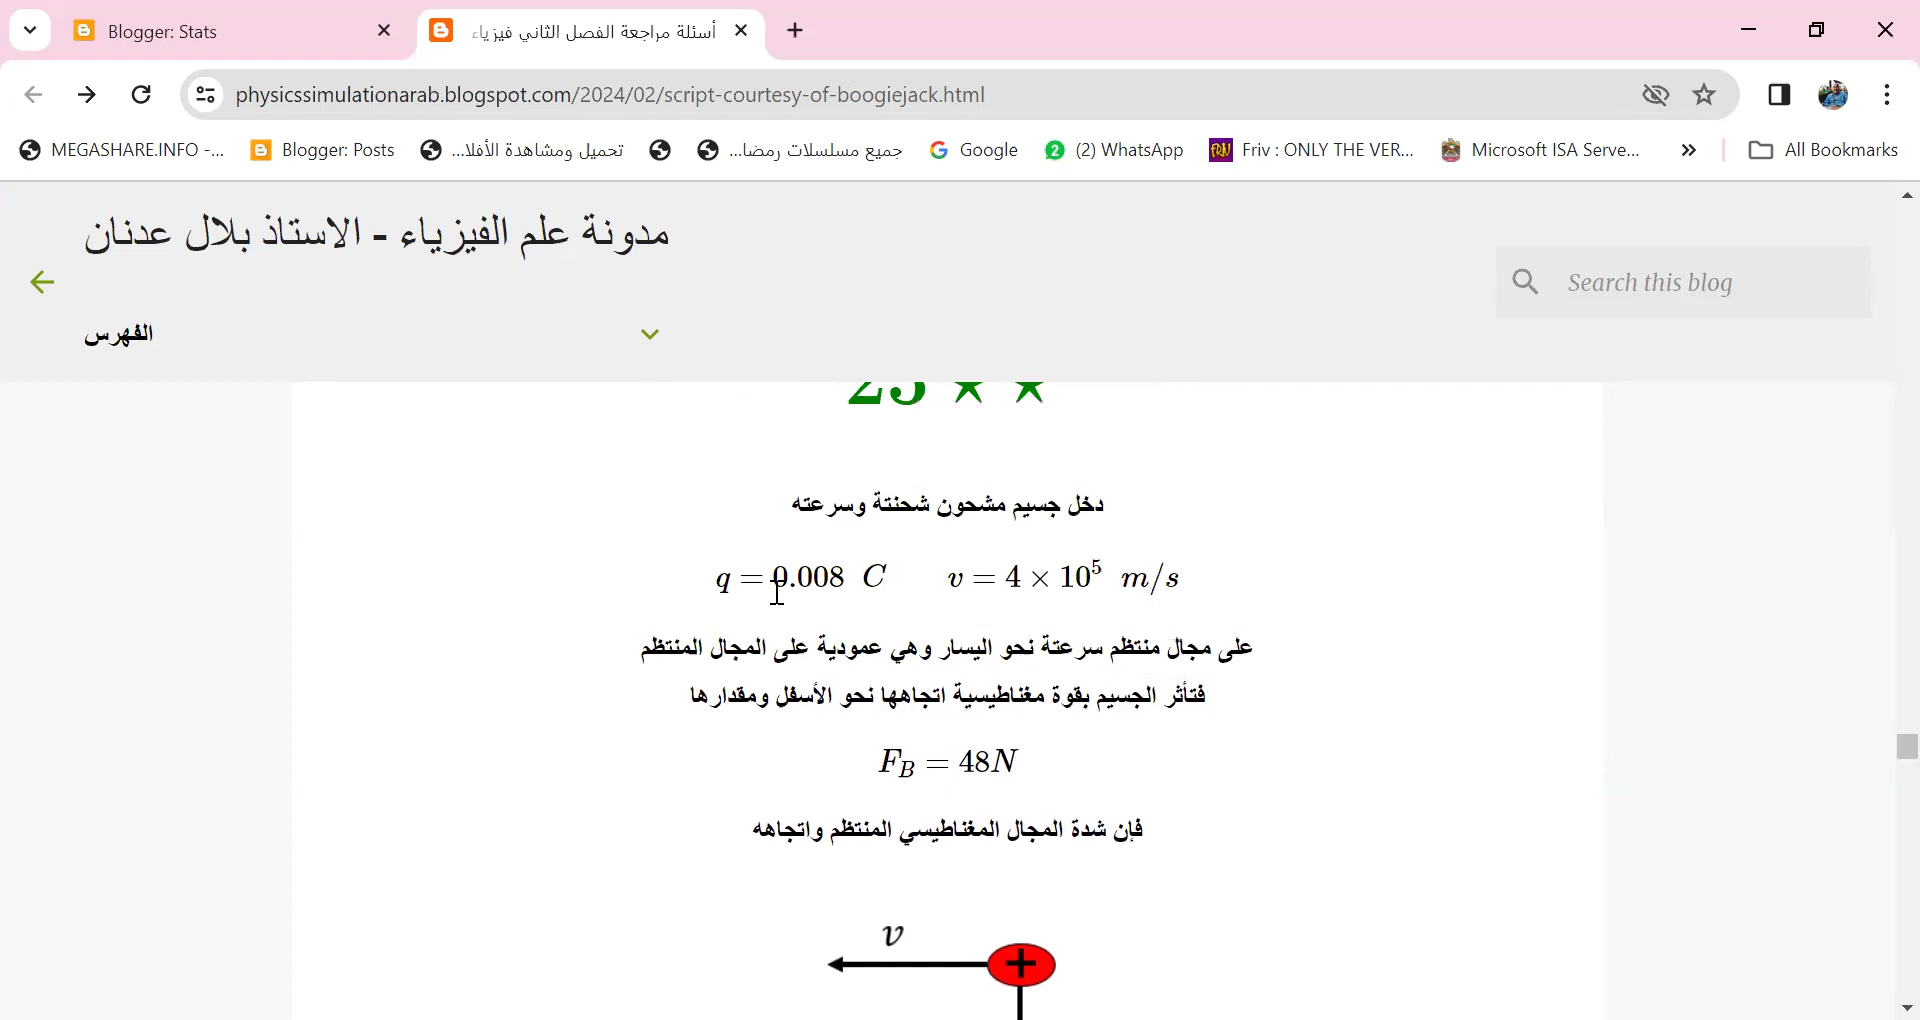 Blogger: Stats
أسئلة مراجعة الفصل الثاني فيزياء
physicssimulationarab.blogspot.com/2024/02/script-courtesy-of-boogiejack.html
MEGASHARE.INFO -...
Blogger: Posts
تحميل ومشاهدة الأفلا...
جميع مسلسلات رمضا...
Google
(2) WhatsApp
Friv : ONLY THE VER...
Microsoft ISA Serve...
All Bookmarks
مدونة علم الفيزياء - الاستاذ بلال عدنان
Search this blog
الفهرس
دخل جسيم مشحون شحنتة وسرعته
q = 0.008 C v = 4 × 10⁵ m/s
على مجال منتظم سرعتة نحو اليسار وهي عمودية على المجال المنتظم
فتأثر الجسيم بقوة مغناطيسية اتجاهها نحو الأسفل ومقدارها
F_B = 48N
فإن شدة المجال المغناطيسي المنتظم واتجاهه
v
+